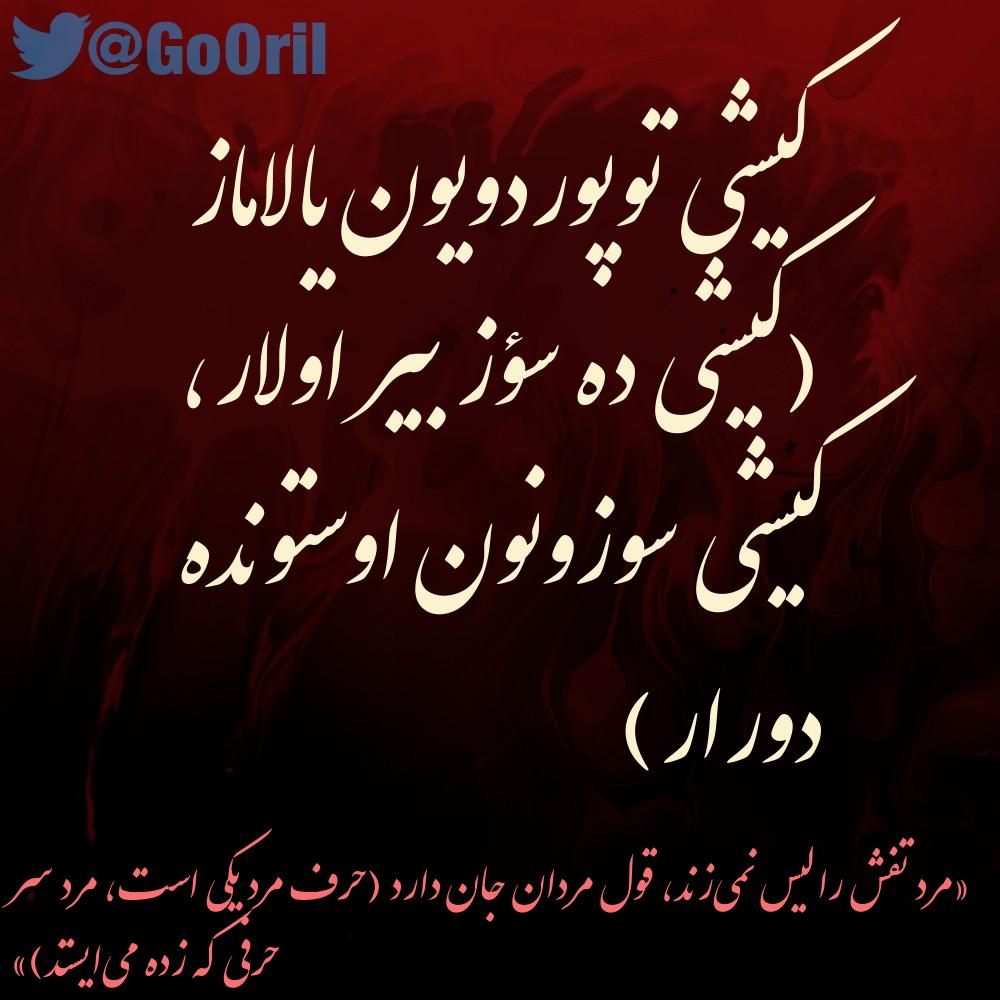 @GoOril
کیشی توپوردویون یالاماز
(کیشی ده سؤز بیر اولار،
کیشی سوزونون اوستونده
دورار)
«مرد تفش را لیس نمی‌زند، قول مردان جان دارد (حرف مرد یکی است، مرد سر
حرفی که زده می‌ایستد)»